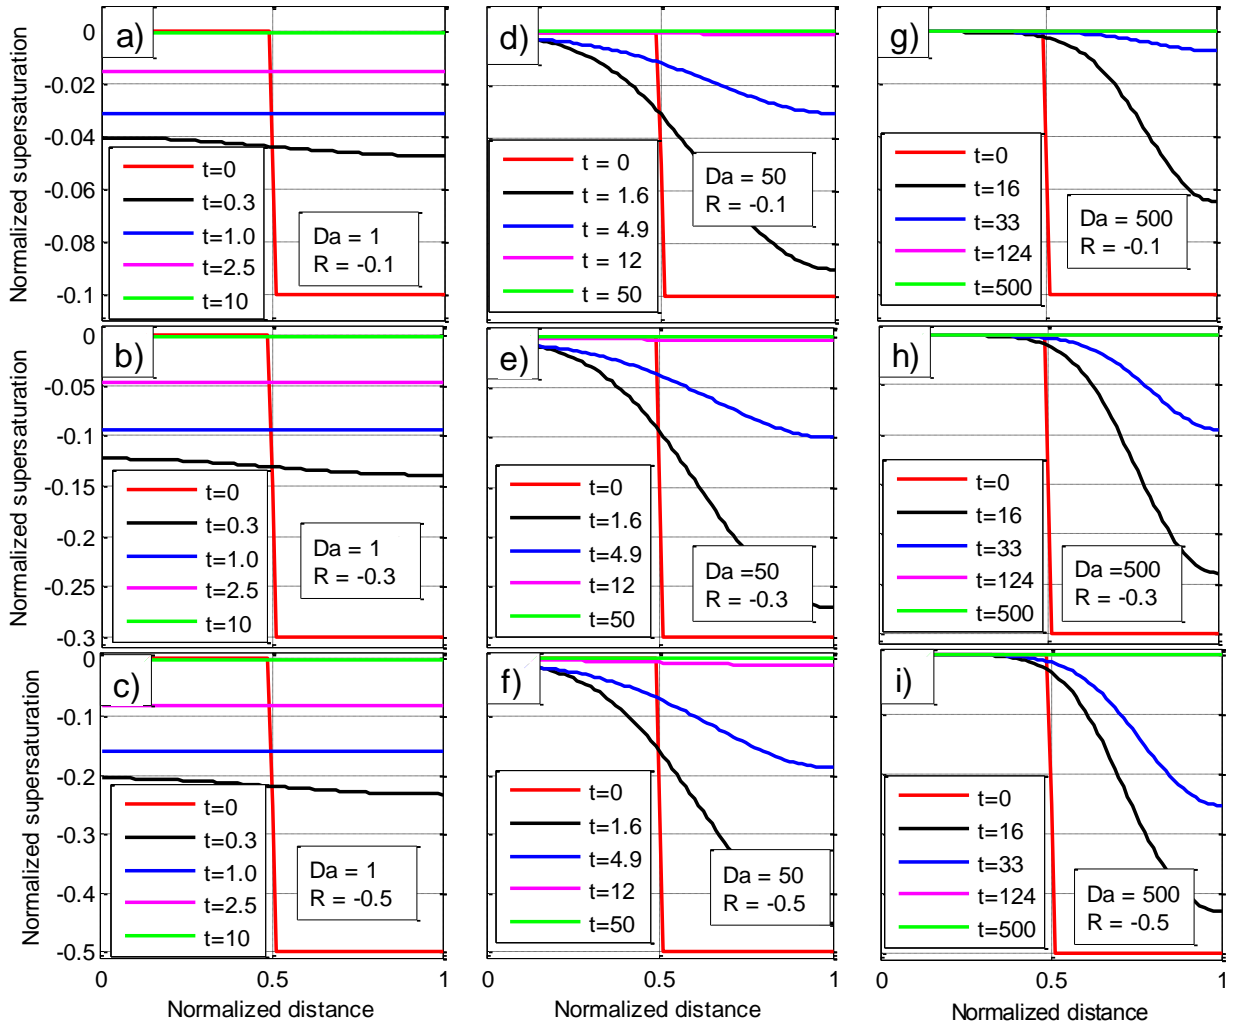 a)
Normalized supersaturation
0
-0.02
-0.04
-0.06
-0.08
-0.1
t=0
t=0.3
t=1.0
t=2.5
t=10
Da = 1
R = -0.1
d)
t = 0
t = 1.6
t = 4.9
t = 12
t = 50
Da = 50
R = -0.1
g)
t=0
t=16
t=33
t=124
t=500
Da = 500
R = -0.1
b)
Normalized supersaturation
0
-0.05
-0.1
-0.15
-0.2
-0.25
-0.3
t=0
t=0.3
t=1.0
t=2.5
t=10
Da = 1
R = -0.3
e)
t=0
t=1.6
t=4.9
t=12
t=50
Da =50
R = -0.3
h)
t=0
t=16
t=33
t=124
t=500
Da =500
R = -0.3
c)
Normalized supersaturation
0
-0.1
-0.2
-0.3
-0.4
-0.5
t=0
t=0.3
t=1.0
t=2.5
t=10
Da = 1
R = -0.5
0
0.5
1
Normalized distance
f)
t=0
t=1.6
t=4.9
t=12
t=50
Da = 50
R = -0.5
0
0.5
1
Normalized distance
i)
t=0
t=16
t=33
t=124
t=500
Da = 500
R = -0.5
0
0.5
1
Normalized distance